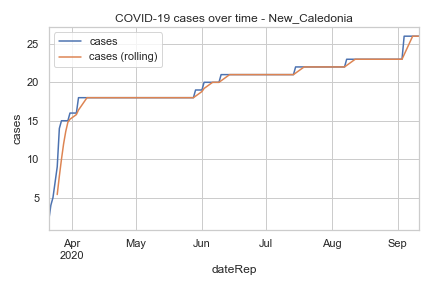 COVID-19 cases over time - New_Caledonia
cases
cases (rolling)
cases
25
20
15
10
5
Apr
2020
May
Jun
Jul
Aug
Sep
dateRep